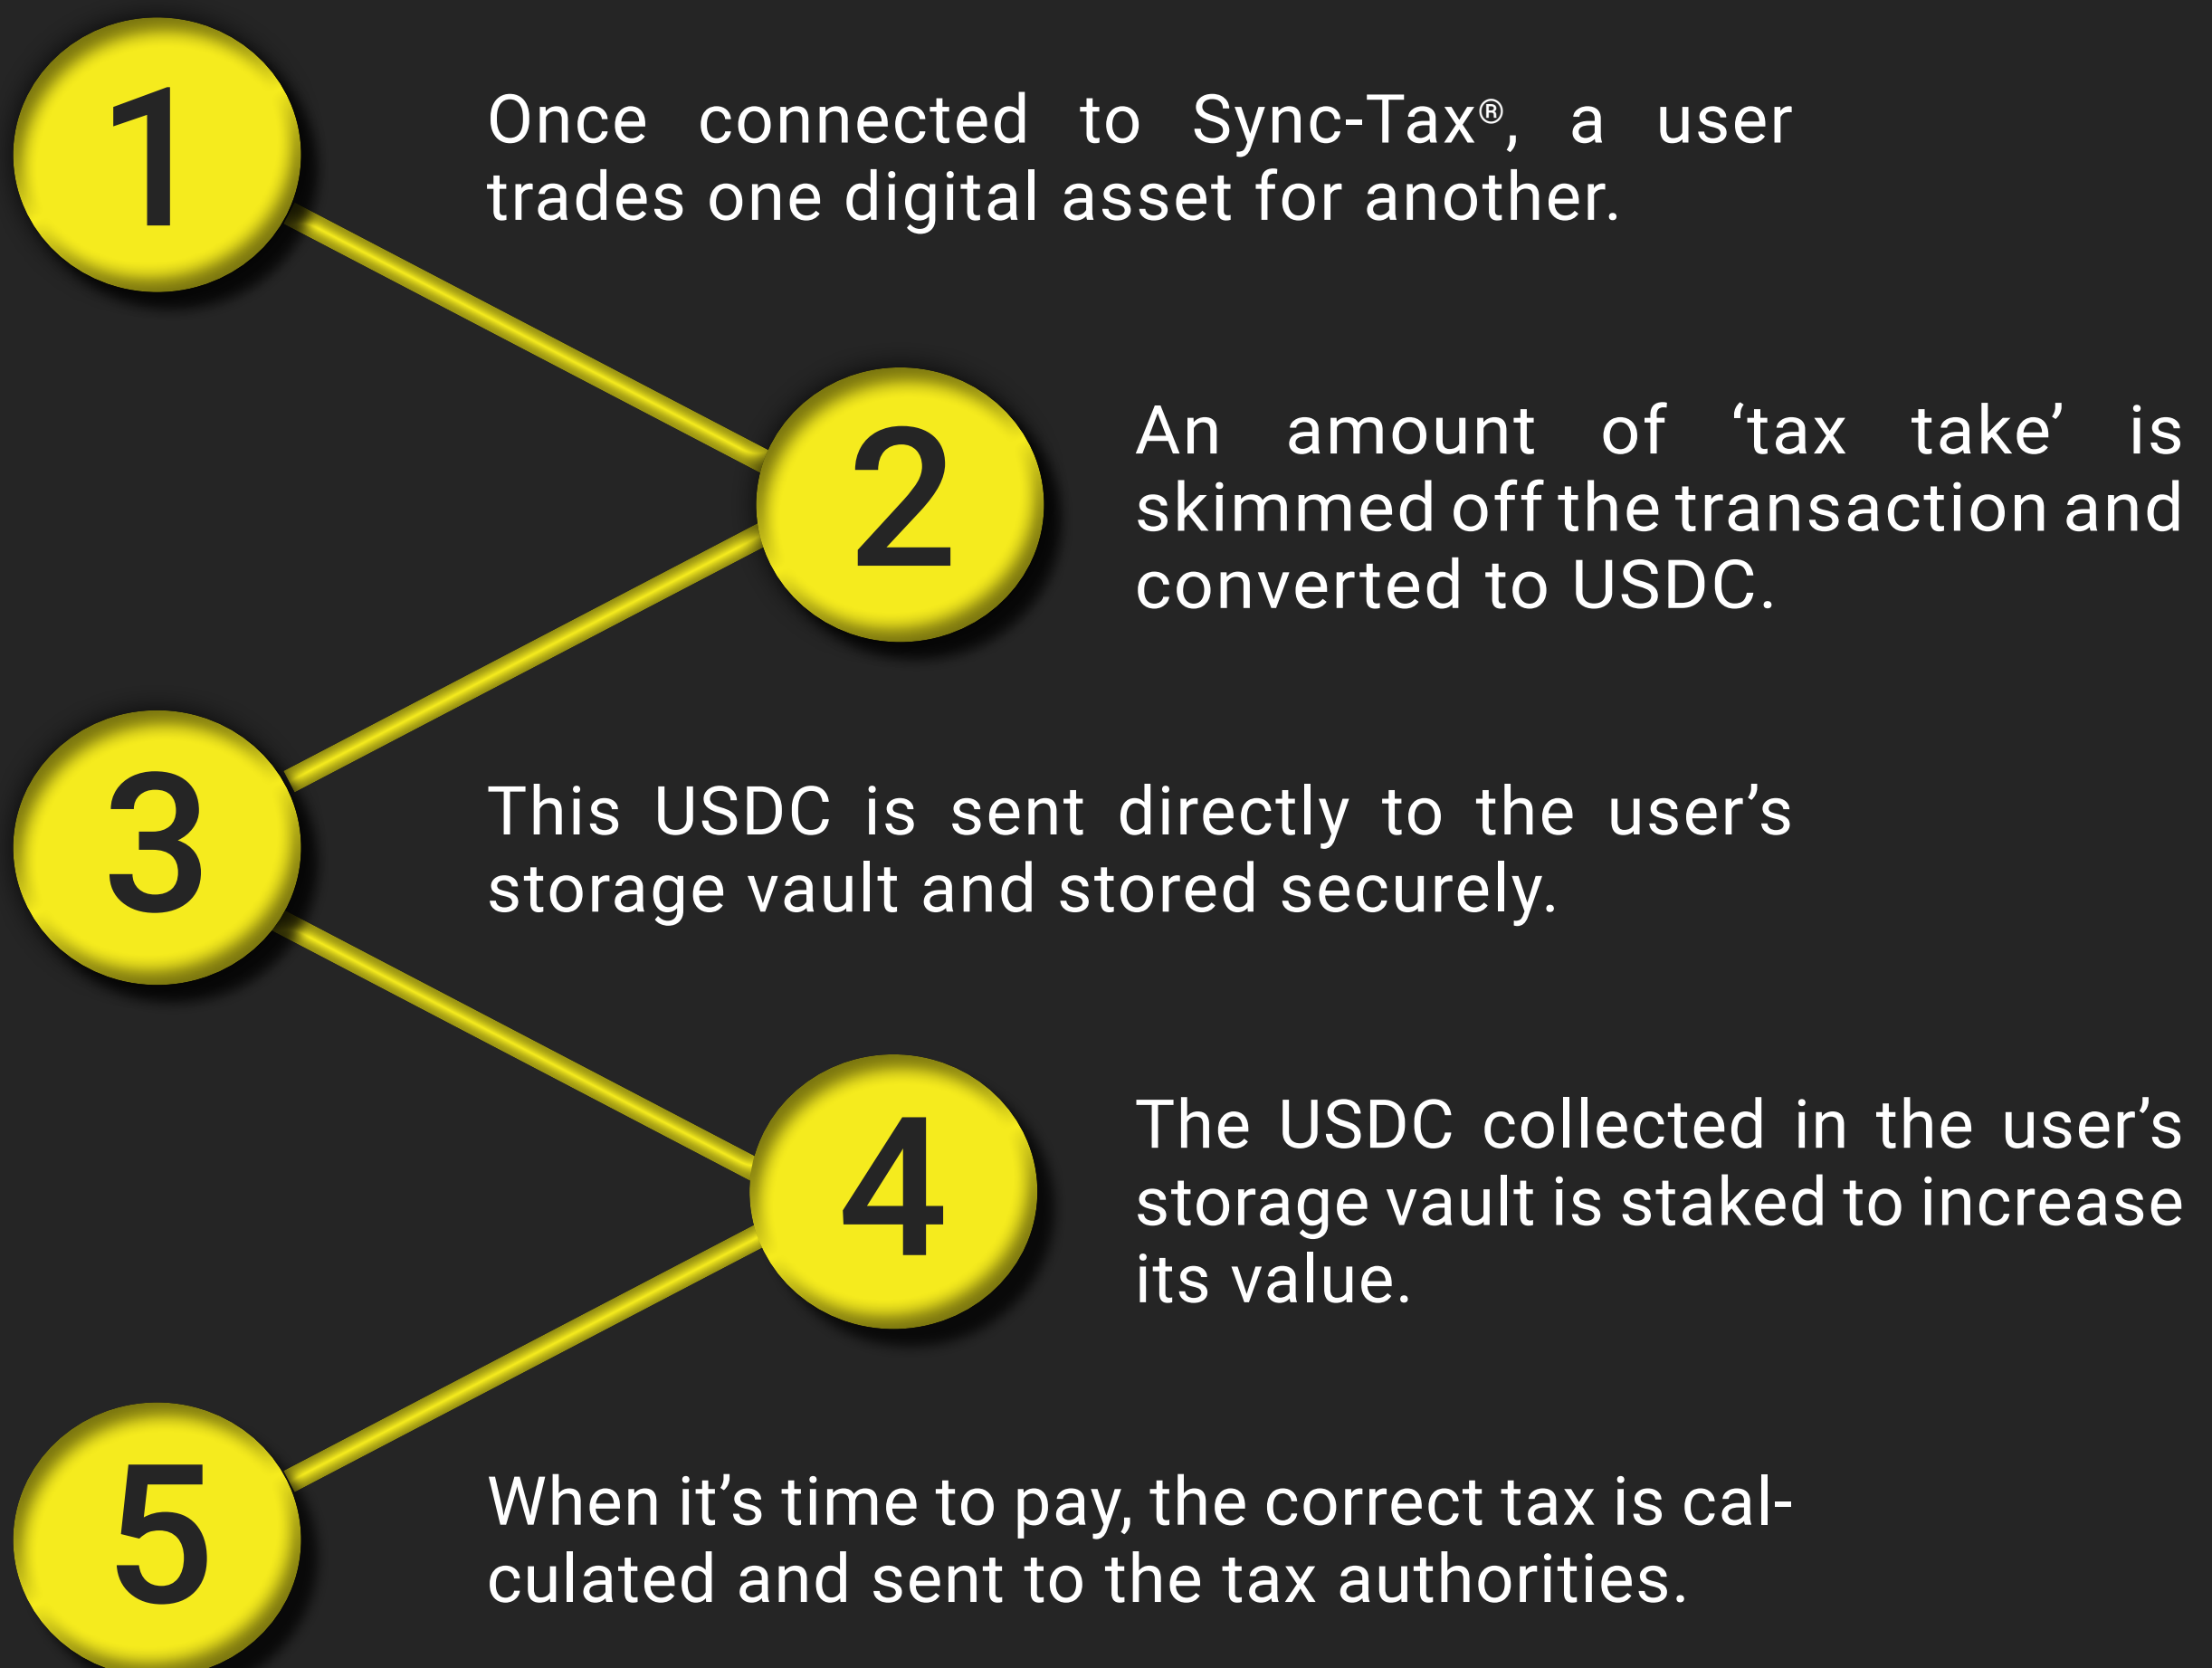 1
Once connected to Sync-Tax®, a user
trades one digital asset for another.
2
An amount of ‘tax take’ is
skimmed off the transaction and
converted to USDC.
3
This USDC is sent directly to the user’s
storage vault and stored securely.
4
The USDC collected in the user’s
storage vault is staked to increase
its value.
5
When it’s time to pay, the correct tax is cal-
culated and sent to the tax authorities.